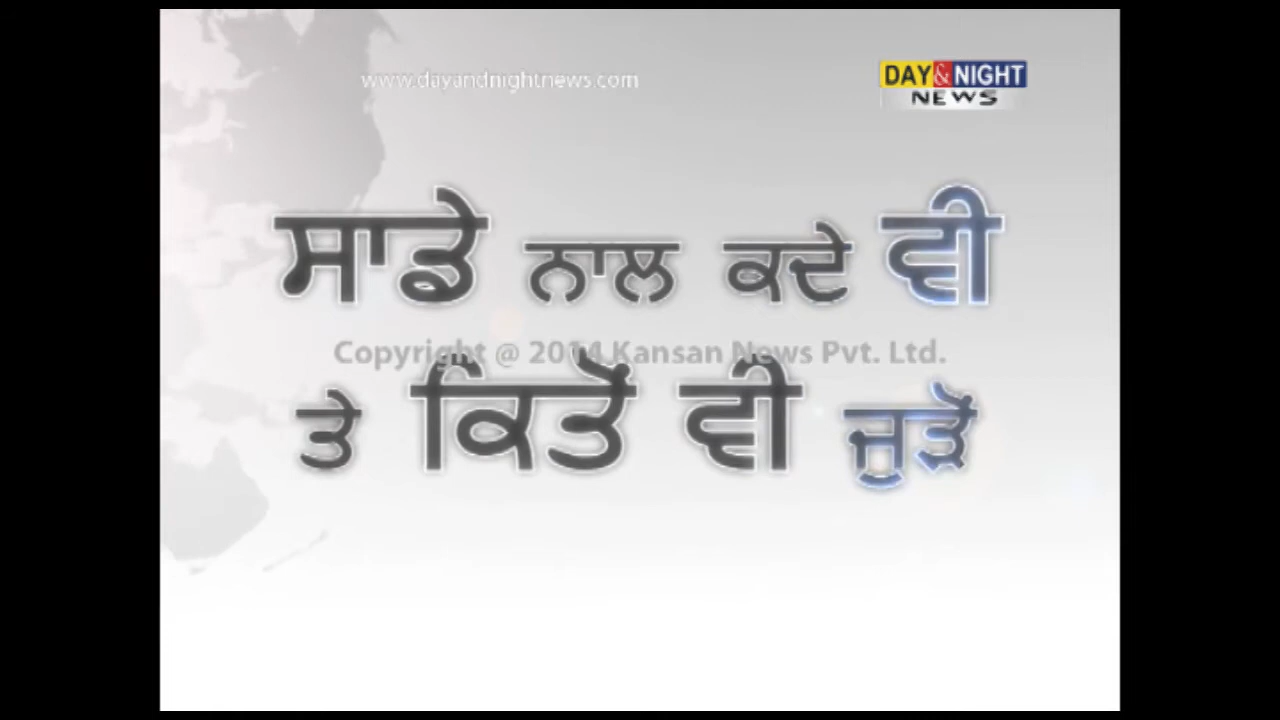 www.dayandnightnews.com
DAY & NIGHT
NEWS
ਸਾਡੇ ਨਾਲ ਕਦੇ ਵੀ
Copyright @ 2014 Kansan News Pvt. Ltd.
ਤੇ ਕਿਤੋਂ ਵੀ ਜੁੜੋਂ